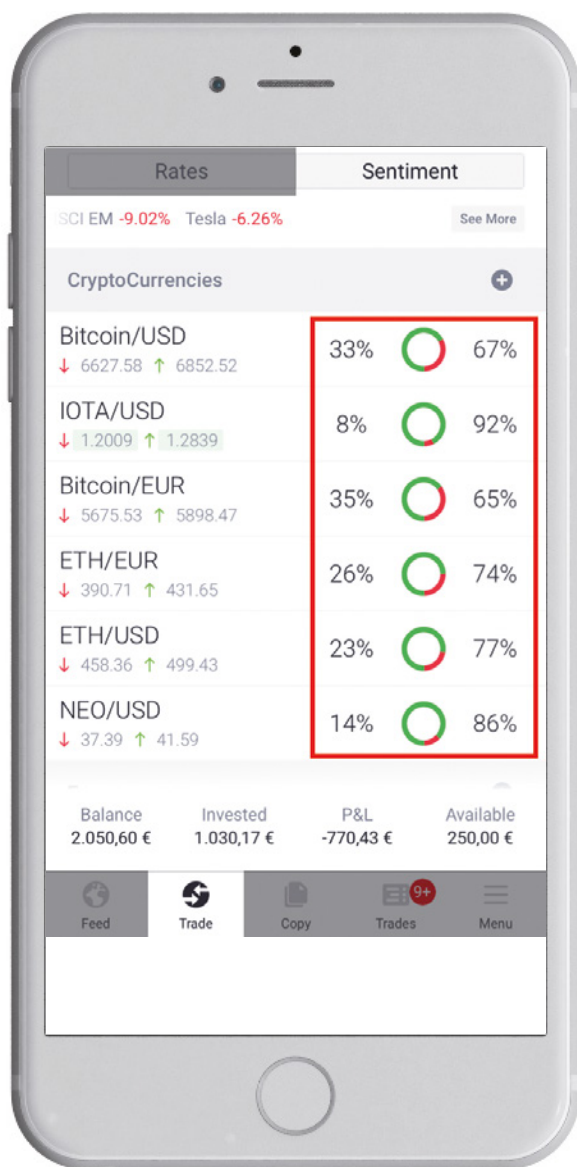 Rates Sentiment
SCI EM -9.02% Tesla -6.26% See More
CryptoCurrencies
Bitcoin/USD
↓ 6627.58 ↑ 6852.52 33% 67%
IOTA/USD
↓ 1.2009 ↑ 1.2839 8% 92%
Bitcoin/EUR
↓ 5675.53 ↑ 5898.47 35% 65%
ETH/EUR
↓ 390.71 ↑ 431.65 26% 74%
ETH/USD
↓ 458.36 ↑ 499.43 23% 77%
NEO/USD
↓ 37.39 ↑ 41.59 14% 86%
Balance Invested P&L Available
2.050,60 € 1.030,17 € -770,43 € 250,00 €
9+
Feed Trade Copy Trades Menu